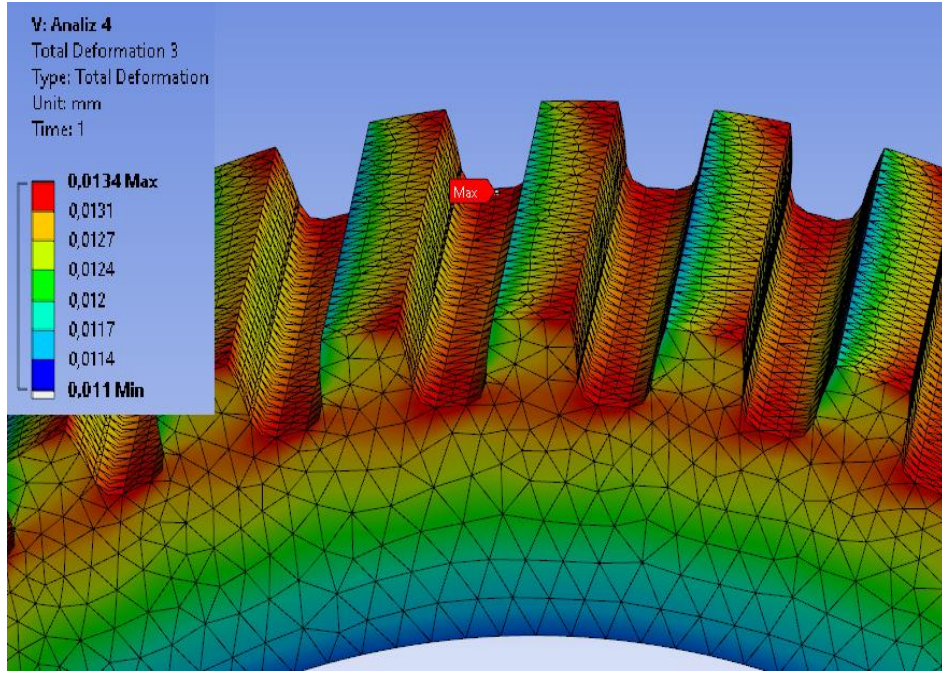 V: Analiz 4
Total Deformation 3
Type: Total Deformation
Unit: mm
Time: 1
0,0134 Max
0,0131
0,0127
0,0124
0,012
0,0117
0,0114
0,011 Min
Max